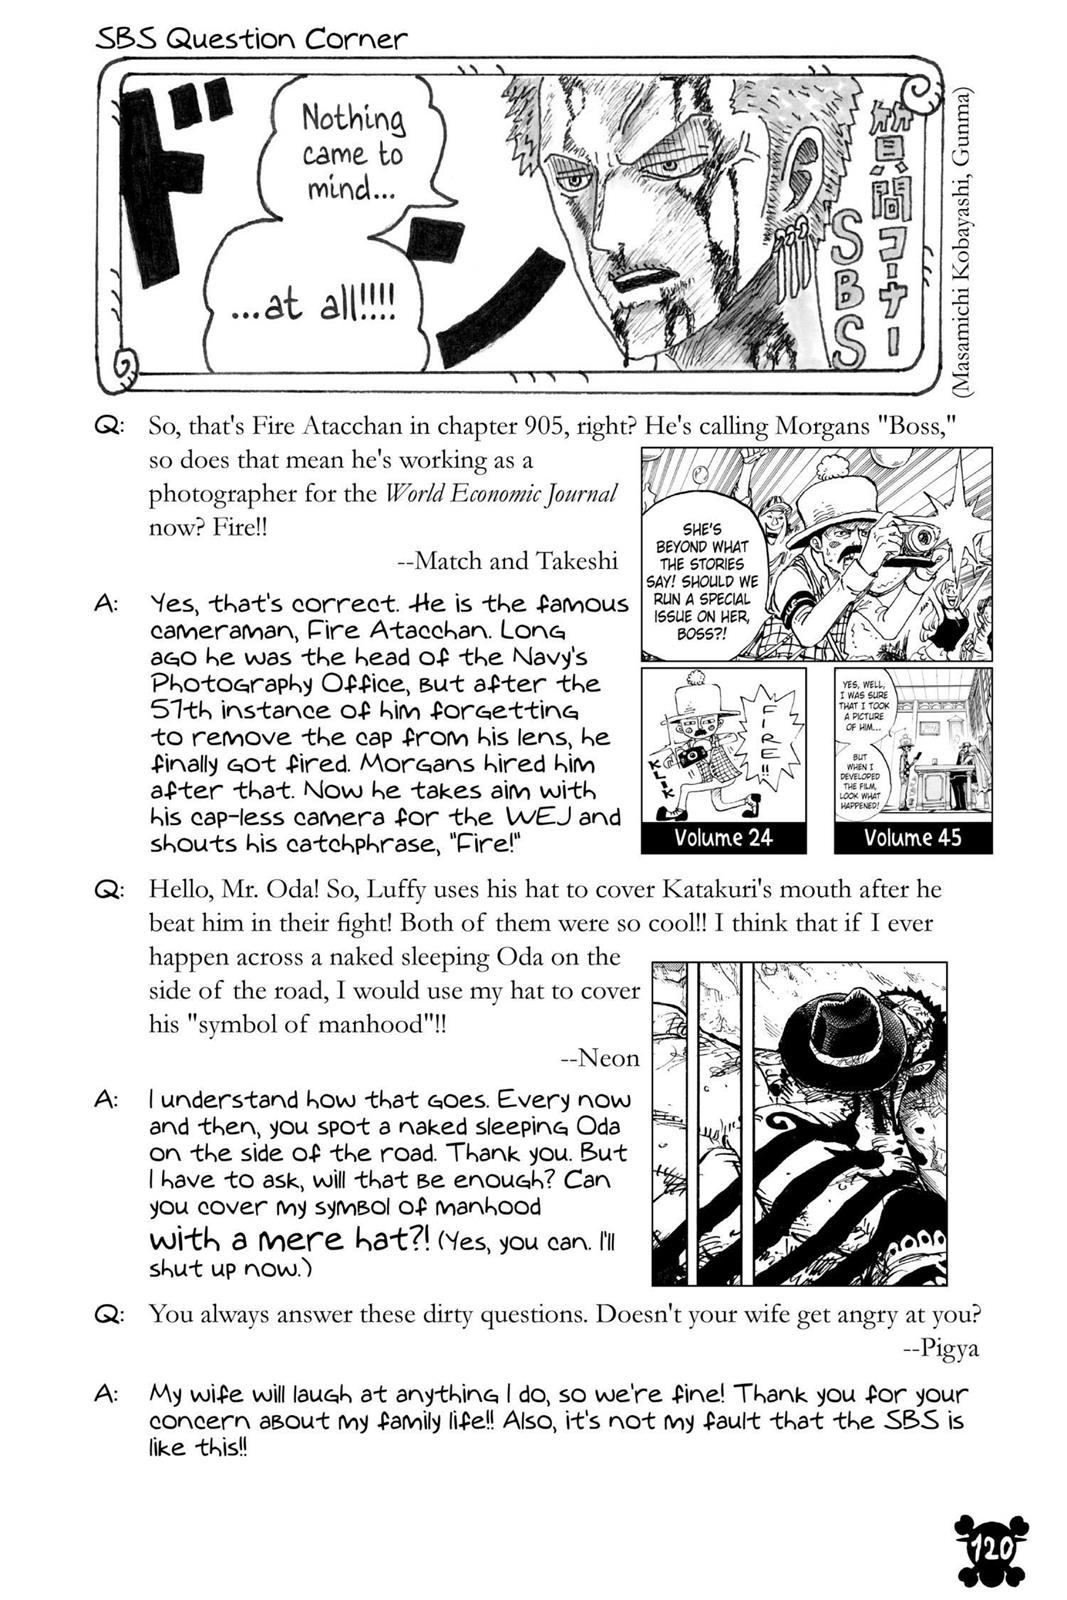 SBS Question Corner
ドン
Nothing
came to
mind...
...at all!!!!
質問コーナー
SBS
(Masamichi Kobayashi, Gunma)
Q: So, that's Fire Atacchan in chapter 905, right? He's calling Morgans "Boss,"
so does that mean he's working as a
photographer for the World Economic Journal
now? Fire!!
--Match and Takeshi
SHE'S
BEYOND WHAT
THE STORIES
SAY! SHOULD WE
RUN A SPECIAL
ISSUE ON HER,
BOSS?!
A: Yes, that's correct. He is the famous
cameraman, Fire Atacchan. Long
ago he was the head of the Navy's
Photography Office, but after the
57th instance of him forgetting
to remove the cap from his lens, he
finally got fired. Morgans hired him
after that. Now he takes aim with
his cap-less camera for the WEJ and
shouts his catchphrase, "Fire!"
FIRE!!
KLIK
Volume 24
YES, WELL,
I WAS SURE
THAT I TOOK
A PICTURE
OF HIM...
BUT
WHEN I
DEVELOPED
THE FILM,
LOOK WHAT
HAPPENED!
Volume 45
Q: Hello, Mr. Oda! So, Luffy uses his hat to cover Katakuri's mouth after he
beat him in their fight! Both of them were so cool!! I think that if I ever
happen across a naked sleeping Oda on the
side of the road, I would use my hat to cover
his "symbol of manhood"!!
--Neon
A: I understand how that goes. Every now
and then, you spot a naked sleeping Oda
on the side of the road. Thank you. But
I have to ask, will that be enough? Can
you cover my symbol of manhood
with a mere hat?! (Yes, you can. I'll
shut up now.)
Q: You always answer these dirty questions. Doesn't your wife get angry at you?
--Pigya
A: My wife will laugh at anything I do, so we're fine! Thank you for your
concern about my family life!! Also, it's not my fault that the SBS is
like this!!
120